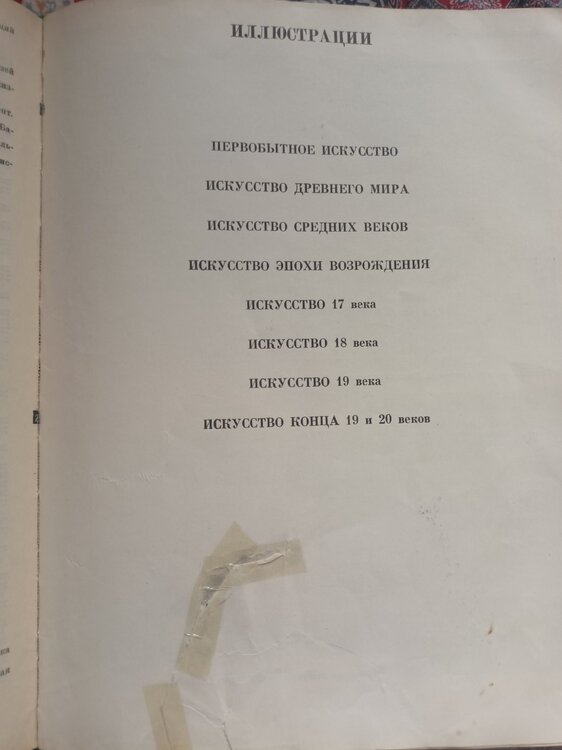 ИЛЛЮСТРАЦИИ
ПЕРВОБЫТНОЕ ИСКУССТВО
ИСКУССТВО ДРЕВНЕГО МИРА
ИСКУССТВО СРЕДНИХ ВЕКОВ
ИСКУССТВО ЭПОХИ ВОЗРОЖДЕНИЯ
ИСКУССТВО 17 века
ИСКУССТВО 18 века
ИСКУССТВО 19 века
ИСКУССТВО КОНЦА 19 и 20 веков